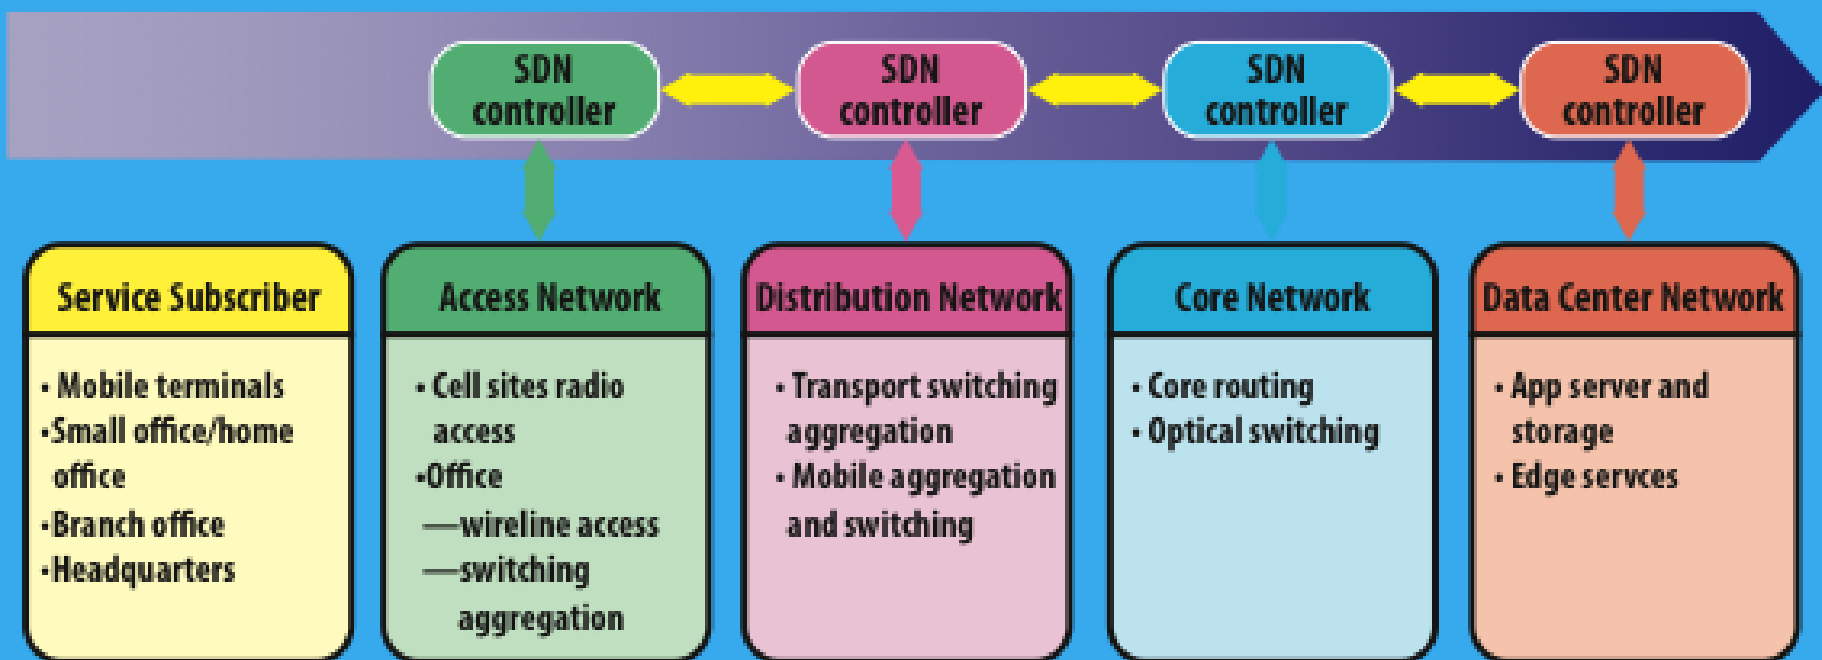 SDN
controller
SDN
controller
SDN
controller
SDN
controller
Service Subscriber
• Mobile terminals
•Small office/home
office
•Branch office
•Headquarters
Access Network
• Cell sites radio
access
•Office
—wireline access
—switching
aggregation
Distribution Network
• Transport switching
aggregation
• Mobile aggregation
and switching
Core Network
• Core routing
• Optical switching
Data Center Network
• App server and
storage
• Edge servces